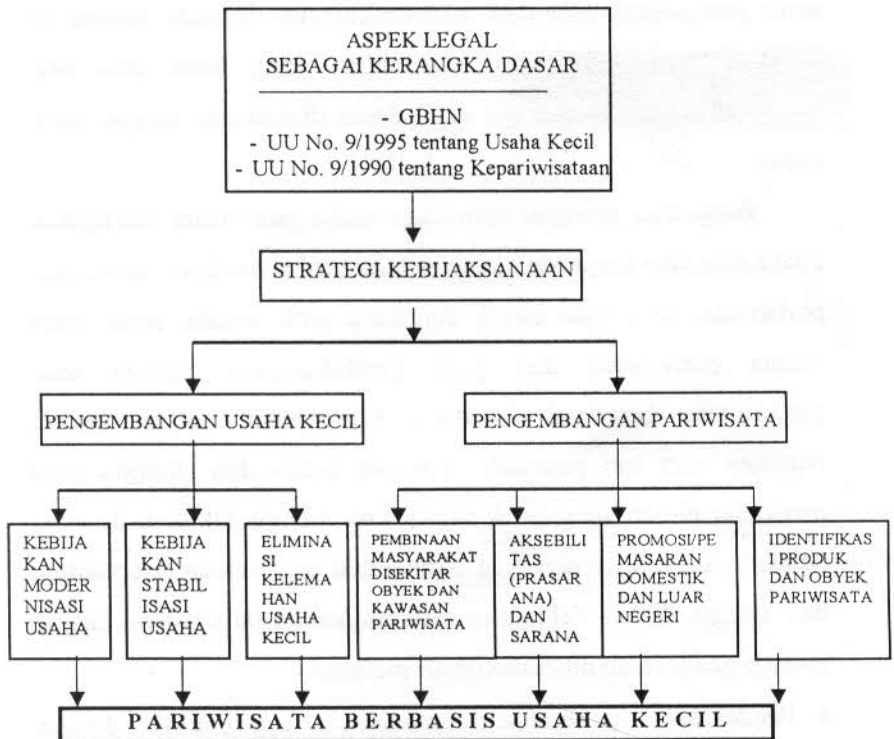 ASPEK LEGAL
SEBAGAI KERANGKA DASAR
- GBHN
- UU No. 9/1995 tentang Usaha Kecil
- UU No. 9/1990 tentang Kepariwisataan
STRATEGI KEBIJAKSANAAN
PENGEMBANGAN USAHA KECIL
PENGEMBANGAN PARIWISATA
KEBIJA
KAN
MODER
NISASI
USAHA
KEBIJA
KAN
STABIL
ISASI
USAHA
ELIMINA
SI
KELEMA
HAN
USAHA
KECIL
PEMBINAAN
MASYARAKAT
DISEKITAR
OBYEK DAN
KAWASAN
PARIWISATA
AKSEBILI
TAS
(PRASAR
ANA)
DAN
SARANA
PROMOSI/PE
MASARAN
DOMESTIK
DAN LUAR
NEGERI
IDENTIFIKAS
I PRODUK
DAN OBYEK
PARIWISATA
PARIWISATA BERBASIS USAHA KECIL